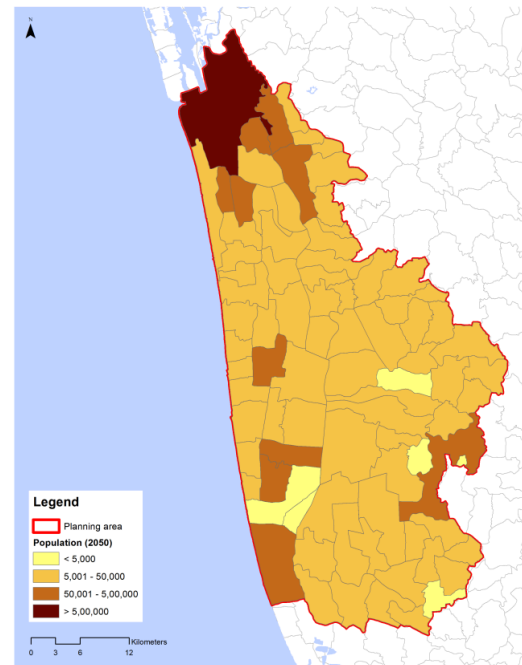 N
Legend
Planning area
Population (2050)
< 5,000
5,001 - 50,000
50,001 - 5,00,000
> 5,00,000
Kilometers
0 3 6 12